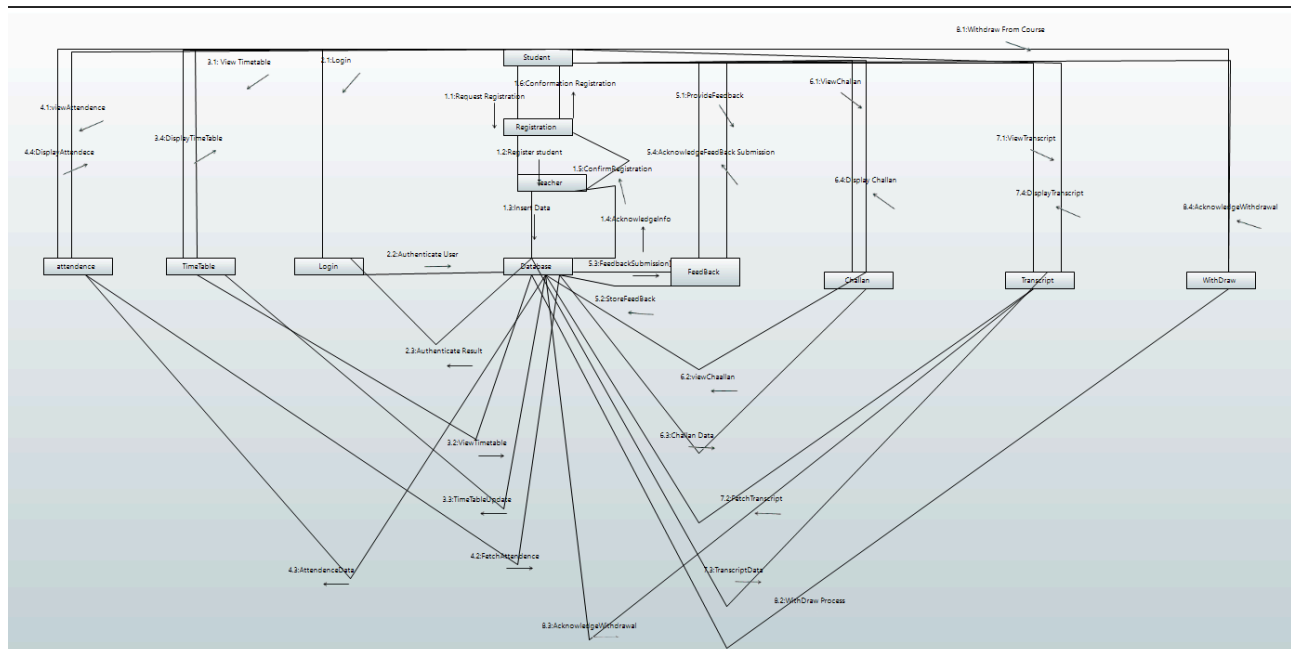 8.1:Withdraw From Course
Student
3.1: View Timetable
2.1:Login
1.6:Conformation Registration
6.1:ViewChallan
1.1:Request Registration
5.1:ProvideFeedback
4.1:viewAttendence
Registration
3.4:DisplayTimeTable
7.1:ViewTranscript
4.4:DisplayAttendece
1.2:Register student
5.4:AcknowledgeFeedBack Submission
1.5:ConfirmRegistration
Teacher
6.4:Display Challan
7.4:DisplayTranscript
1.3:Insert Data
8.4:AcknowledgeWithdrawal
1.4:AcknowledgeInfo
2.2:Authenticate User
5.3:FeedbackSubmission
attendence
TimeTable
Login
Database
FeedBack
Challan
Transcript
WithDraw
5.2:StoreFeedBack
2.3:Authenticate Result
6.2:viewChaallan
3.2:ViewTimetable
6.3:Challan Data
3.3:TimeTableUpdate
7.2:FetchTranscript
4.2:FetchAttendence
4.3:AttendenceData
7.3:TranscriptData
8.2:WithDraw Process
8.3:AcknowledgeWithdrawal